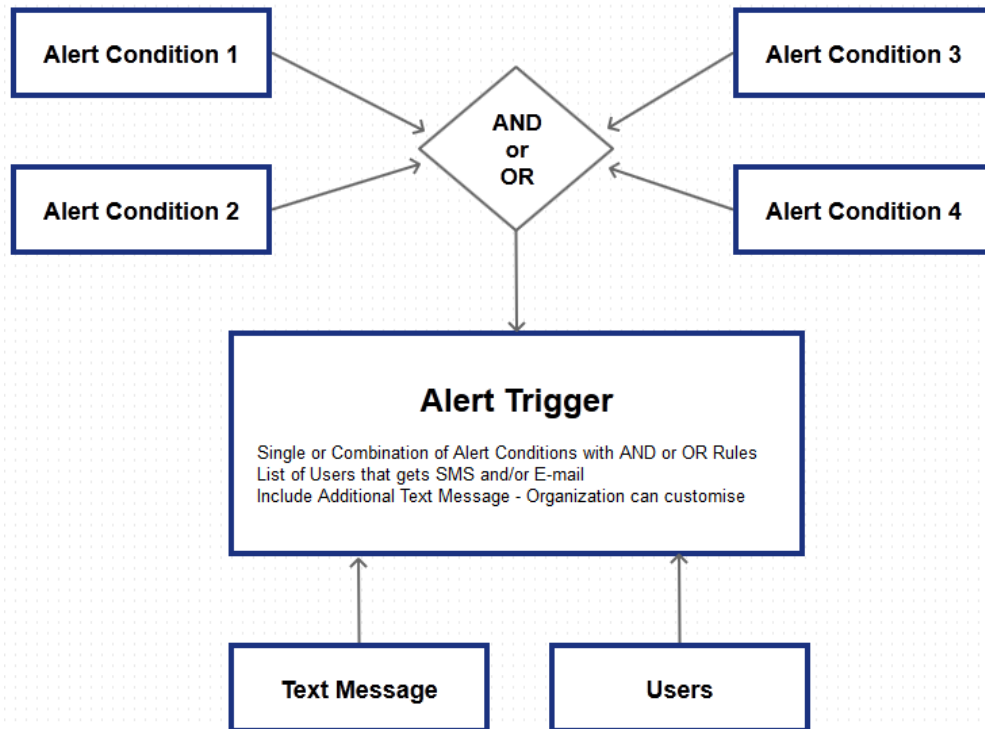 Alert Condition 1
Alert Condition 3
AND
or
OR
Alert Condition 2
Alert Condition 4
Alert Trigger
Single or Combination of Alert Conditions with AND or OR Rules
List of Users that gets SMS and/or E-mail
Include Additional Text Message - Organization can customise
Text Message
Users